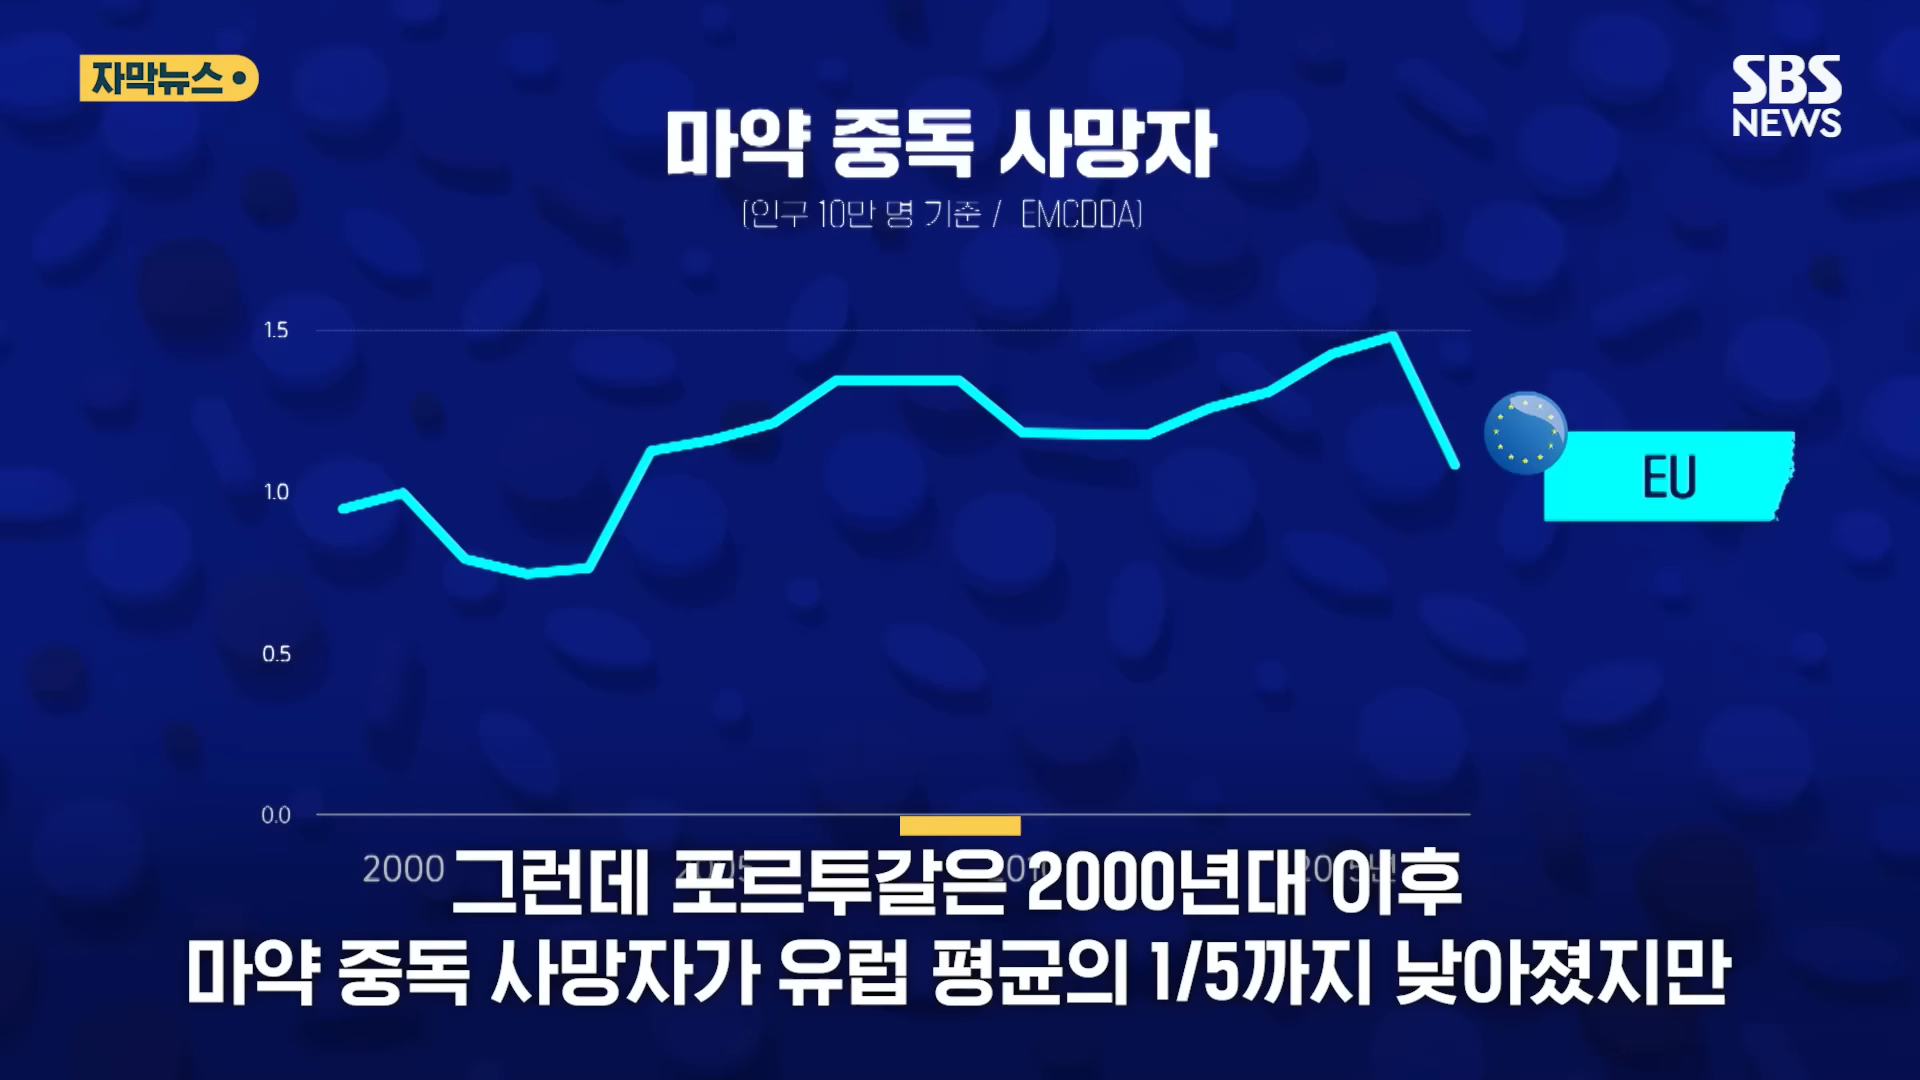 자막뉴스
SBS
NEWS
마약 중독 사망자
(인구 10만 명 기준 / EMCDDA)
1.5
1.0
0.5
0.0
EU
2000
그런데 포르투갈은 2000년대 이후
마약 중독 사망자가 유럽 평균의 1/5까지 낮아졌지만